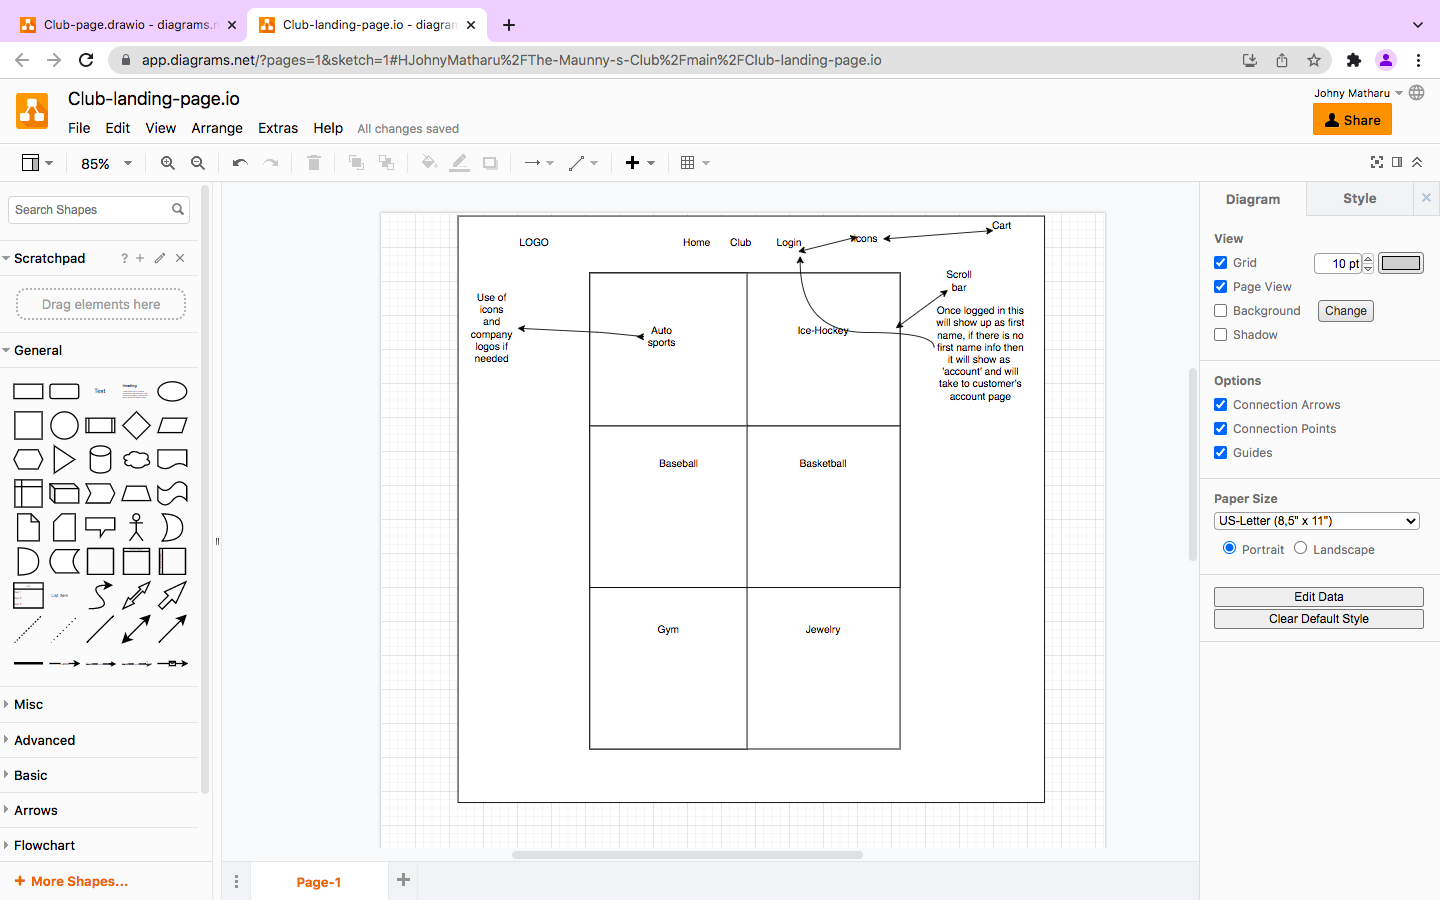 Club-page.drawio - diagrams.n
Club-landing-page.io - diagram
app.diagrams.net/?pages=1&sketch=1#HJohnyMatharu%2FThe-Maunny-s-Club%2Fmain%2FClub-landing-page.io
Club-landing-page.io
Johny Matharu
File Edit View Arrange Extras Help All changes saved
Share
85%
Search Shapes
Scratchpad
?
Drag elements here
General
Text
Heading
List Item
Misc
Advanced
Basic
Arrows
Flowchart
+ More Shapes...
LOGO
Home
Club
Login
Icons
Cart
Scroll
bar
Use of
icons
and
company
logos if
needed
Auto
sports
Ice-Hockey
Once logged in this
will show up as first
name, if there is no
first name info then
it will show as
'account' and will
take to customer's
account page
Baseball
Basketball
Gym
Jewelry
Page-1
Diagram
Style
View
Grid
10 pt
Page View
Background
Change
Shadow
Options
Connection Arrows
Connection Points
Guides
Paper Size
US-Letter (8,5" x 11")
Portrait
Landscape
Edit Data
Clear Default Style